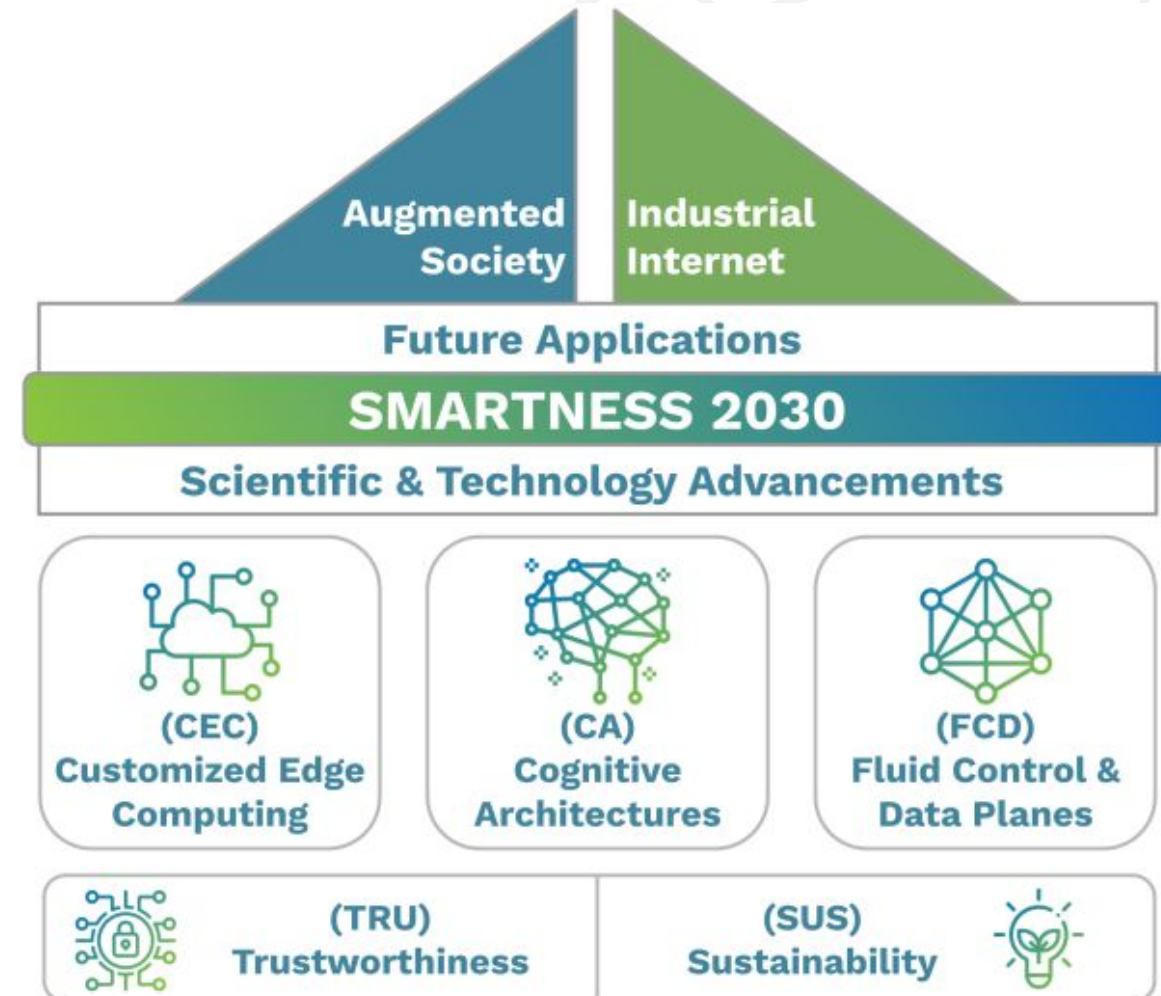 Augmented
Society
Industrial
Internet
Future Applications
SMARTNESS 2030
Scientific & Technology Advancements
(CEC)
Customized Edge
Computing
(CA)
Cognitive
Architectures
(FCD)
Fluid Control &
Data Planes
(TRU)
Trustworthiness
(SUS)
Sustainability